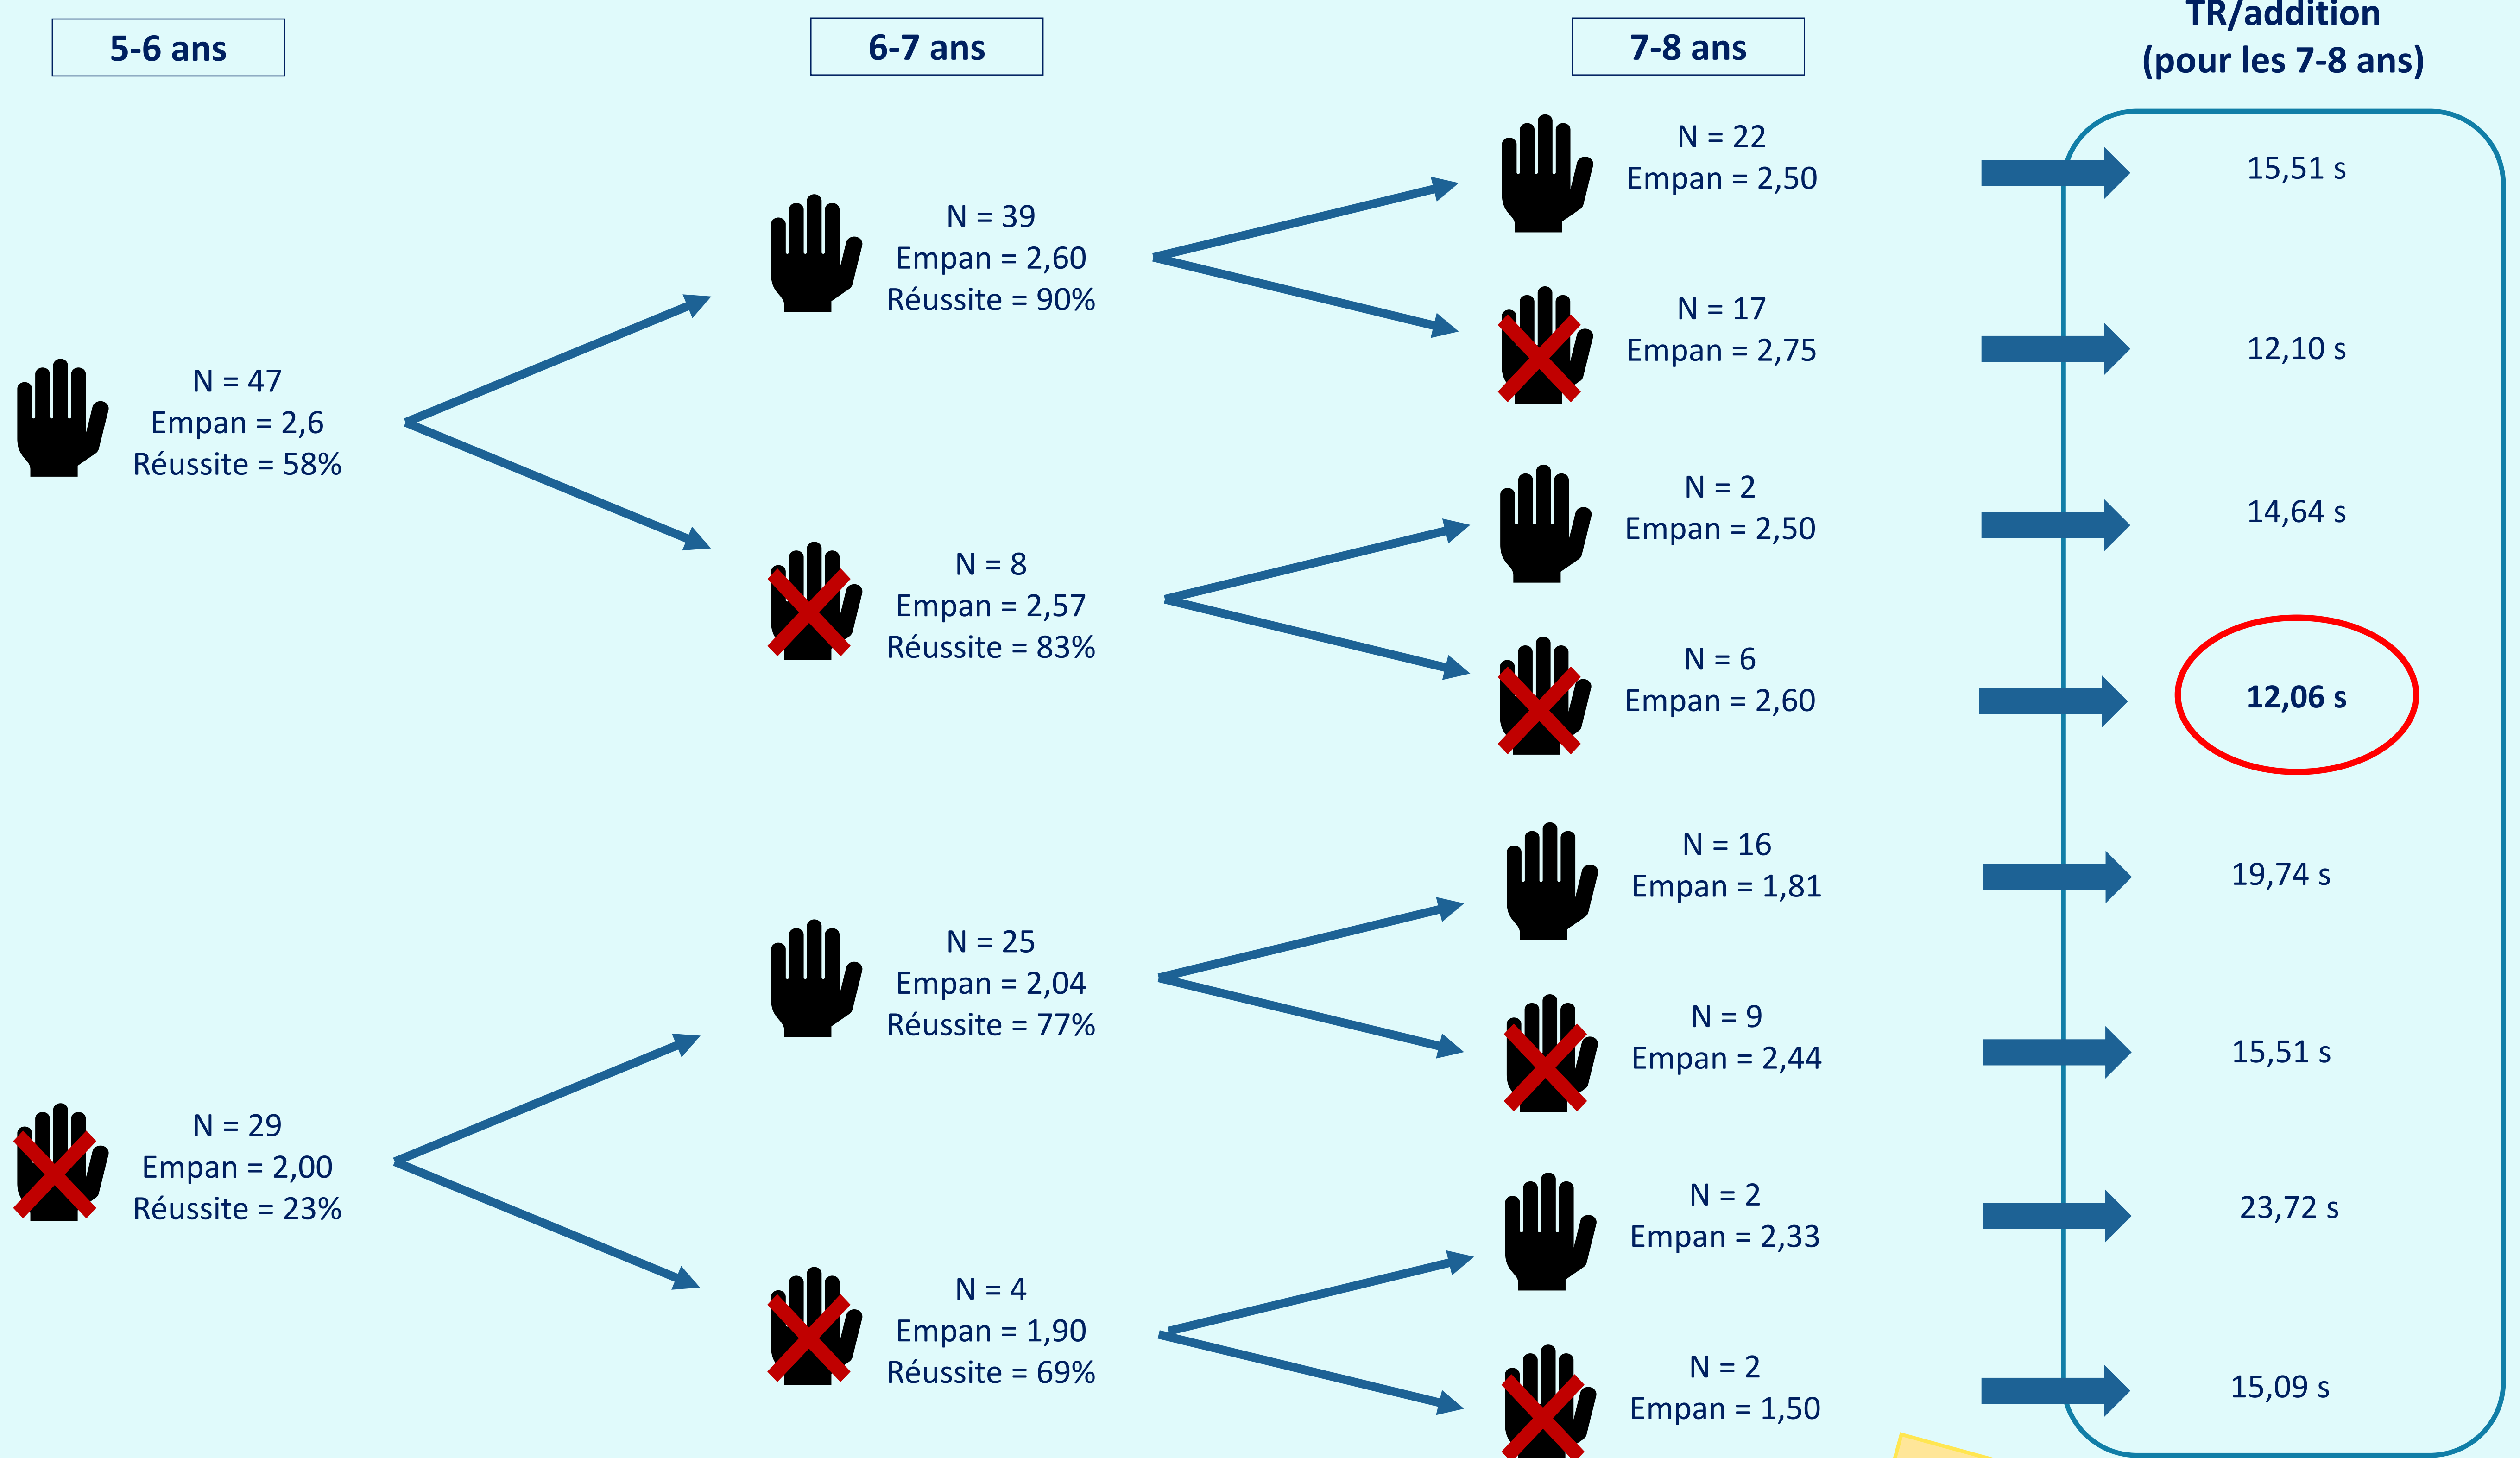 5-6 ans
6-7 ans
7-8 ans
TR/addition
(pour les 7-8 ans)
N = 47
Empan = 2,6
Réussite = 58%
N = 29
Empan = 2,00
Réussite = 23%
N = 39
Empan = 2,60
Réussite = 90%
N = 8
Empan = 2,57
Réussite = 83%
N = 25
Empan = 2,04
Réussite = 77%
N = 4
Empan = 1,90
Réussite = 69%
N = 22
Empan = 2,50
N = 17
Empan = 2,75
N = 2
Empan = 2,50
N = 6
Empan = 2,60
N = 16
Empan = 1,81
N = 9
Empan = 2,44
N = 2
Empan = 2,33
N = 2
Empan = 1,50
15,51 s
12,10 s
14,64 s
12,06 s
19,74 s
15,51 s
23,72 s
15,09 s